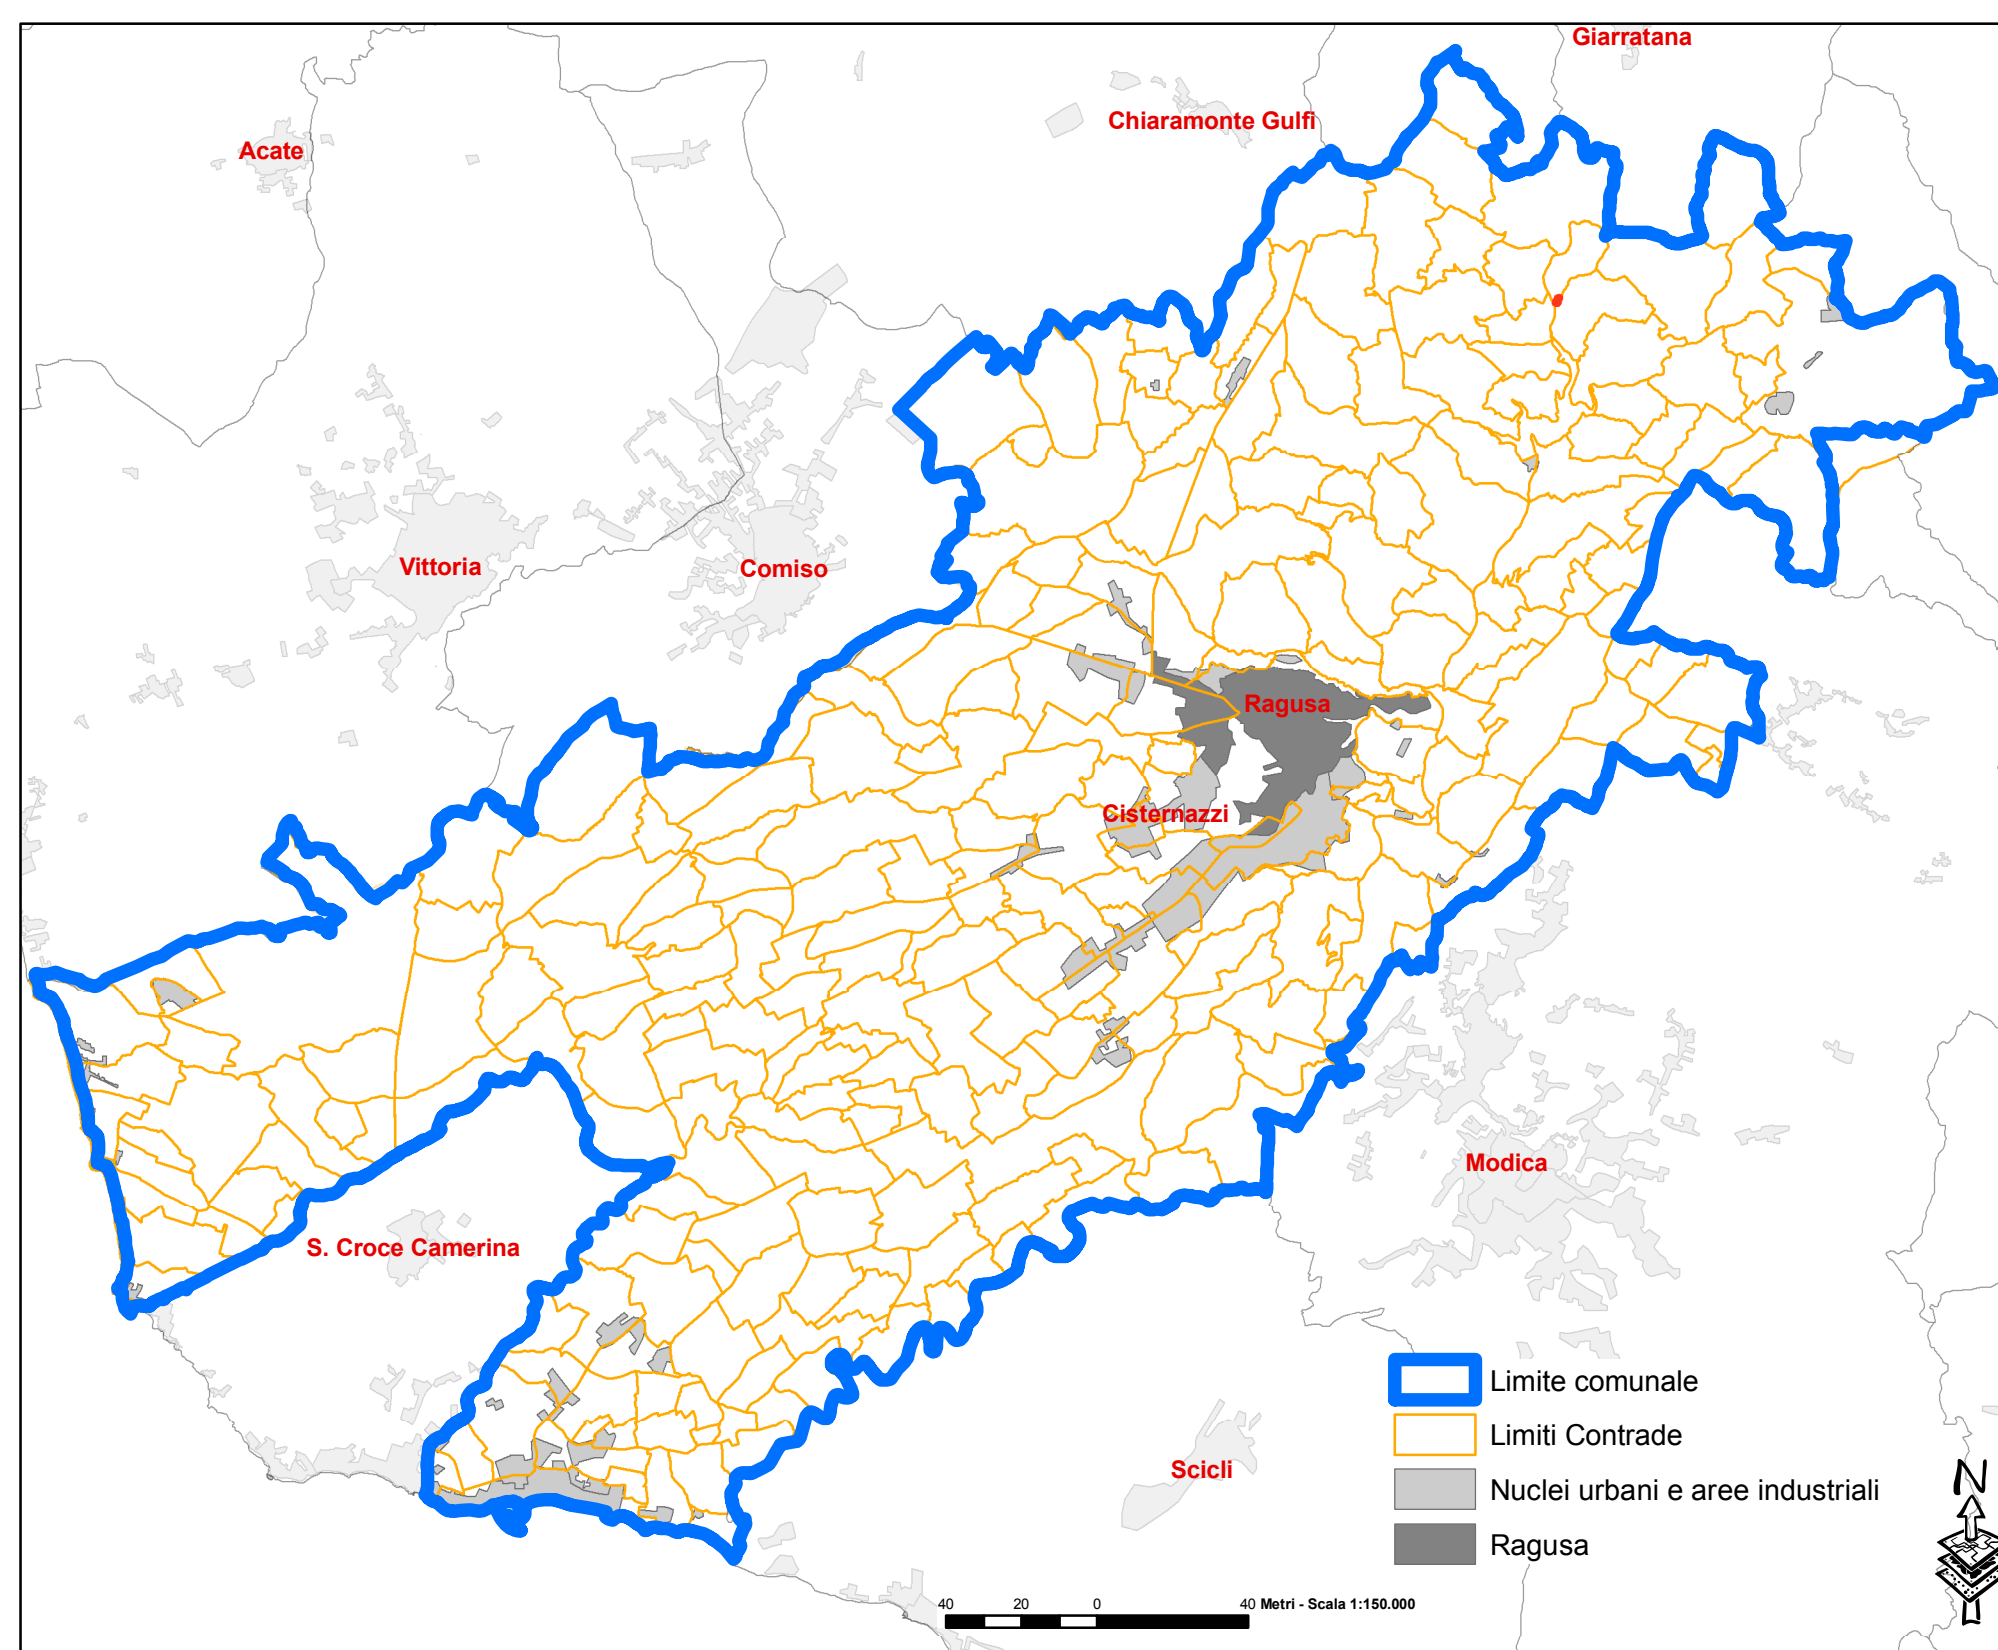 Giarratana
Chiaramonte Gulfi
Acate
Vittoria
Comiso
Ragusa
Cisternazzi
Modica
S. Croce Camerina
Scicli
Limite comunale
Limiti Contrade
Nuclei urbani e aree industriali
Ragusa
N
40 20 0 40 Metri - Scala 1:150.000